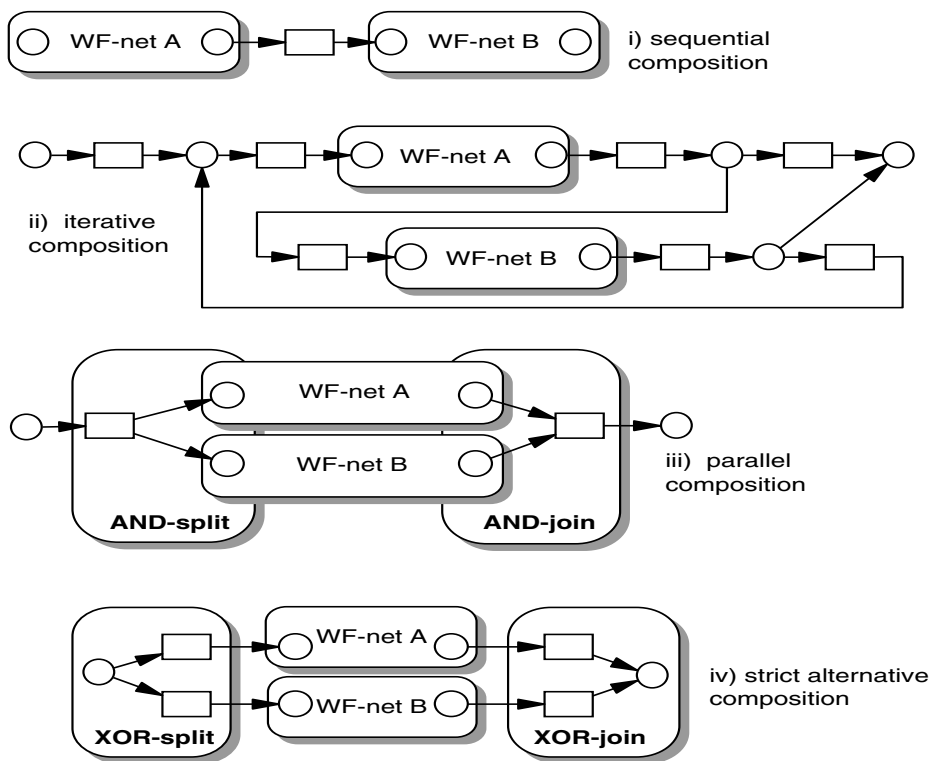 WF-net A
WF-net B
i) sequential
composition
WF-net A
ii) iterative
composition
WF-net B
WF-net A
WF-net B
iii) parallel
composition
AND-split
AND-join
WF-net A
WF-net B
iv) strict alternative
composition
XOR-split
XOR-join